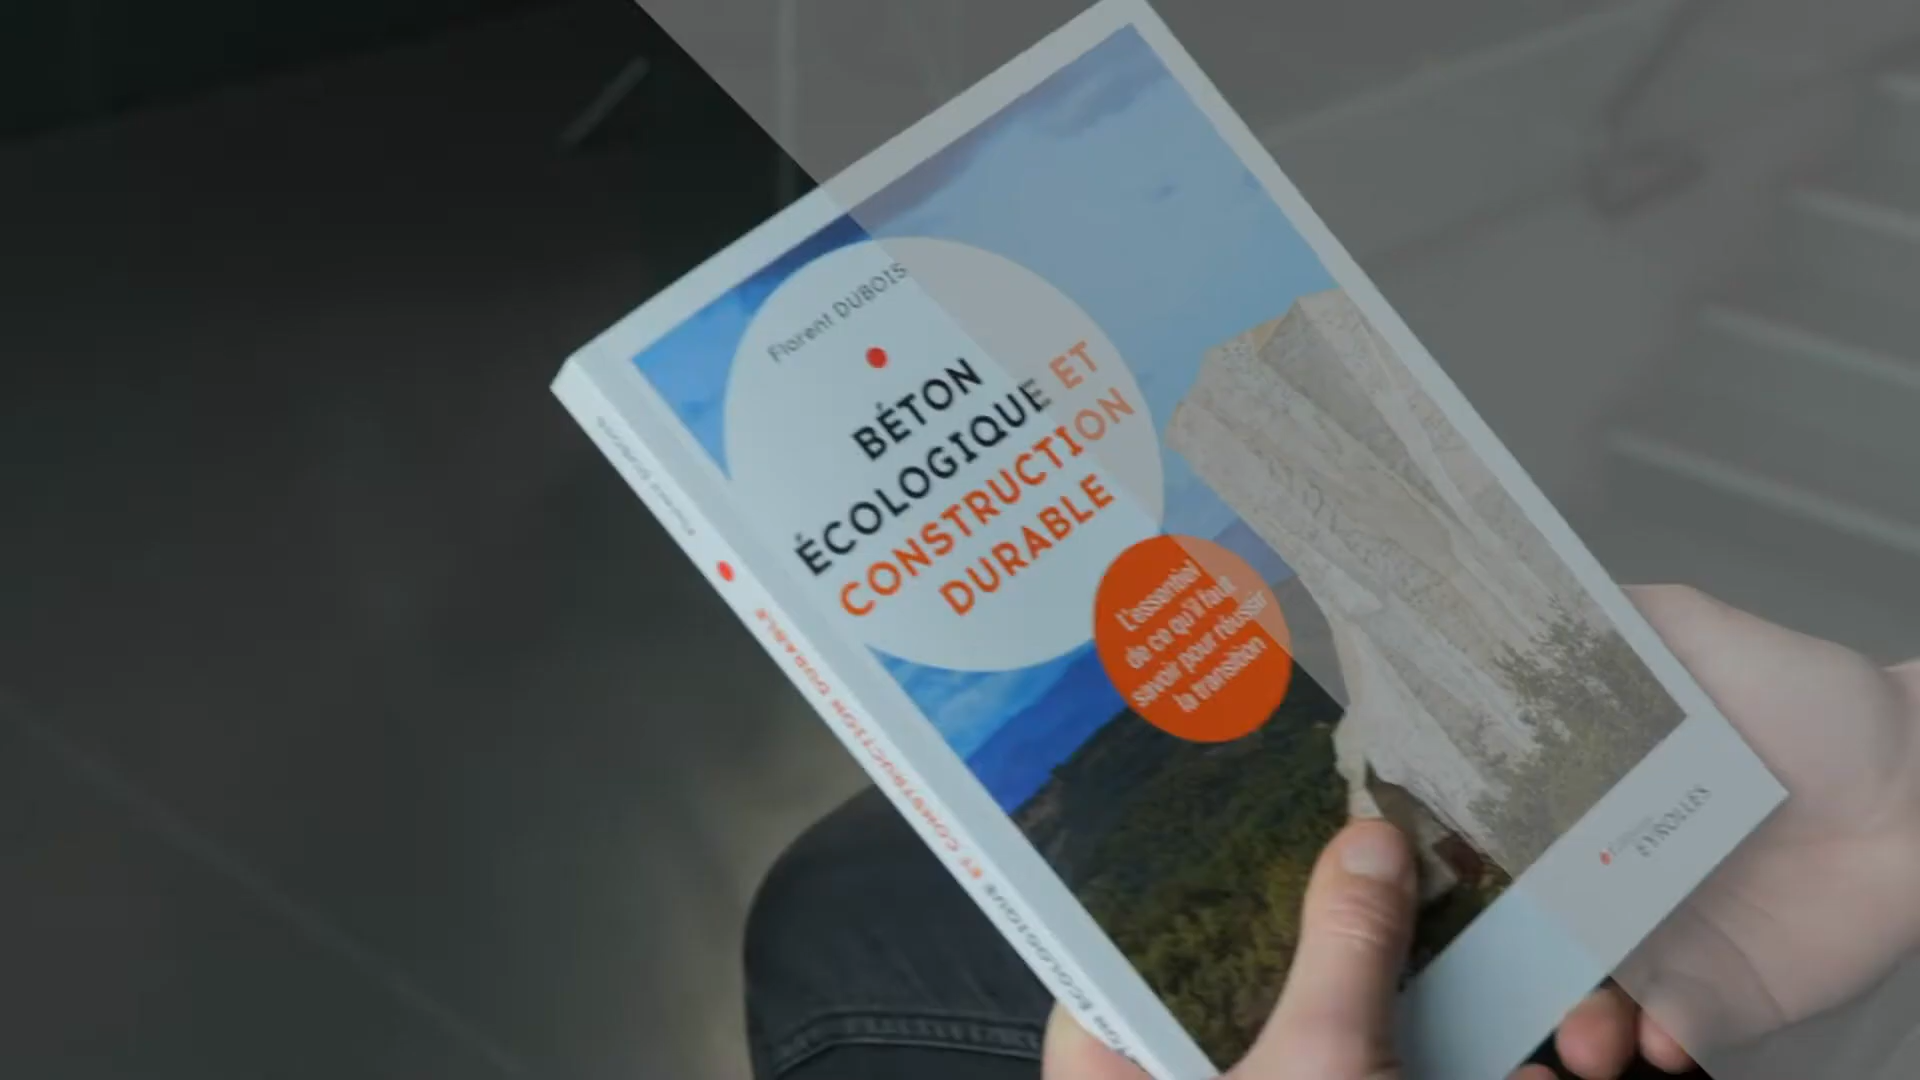 Florent DUBOIS
BÉTON
ÉCOLOGIQUE ET
CONSTRUCTION
DURABLE
L'essentiel
de ce qu'il faut
savoir pour réussir
la transition
EYROLLES
ÉCOLOGIQUE ET CONSTRUCTION DURABLE